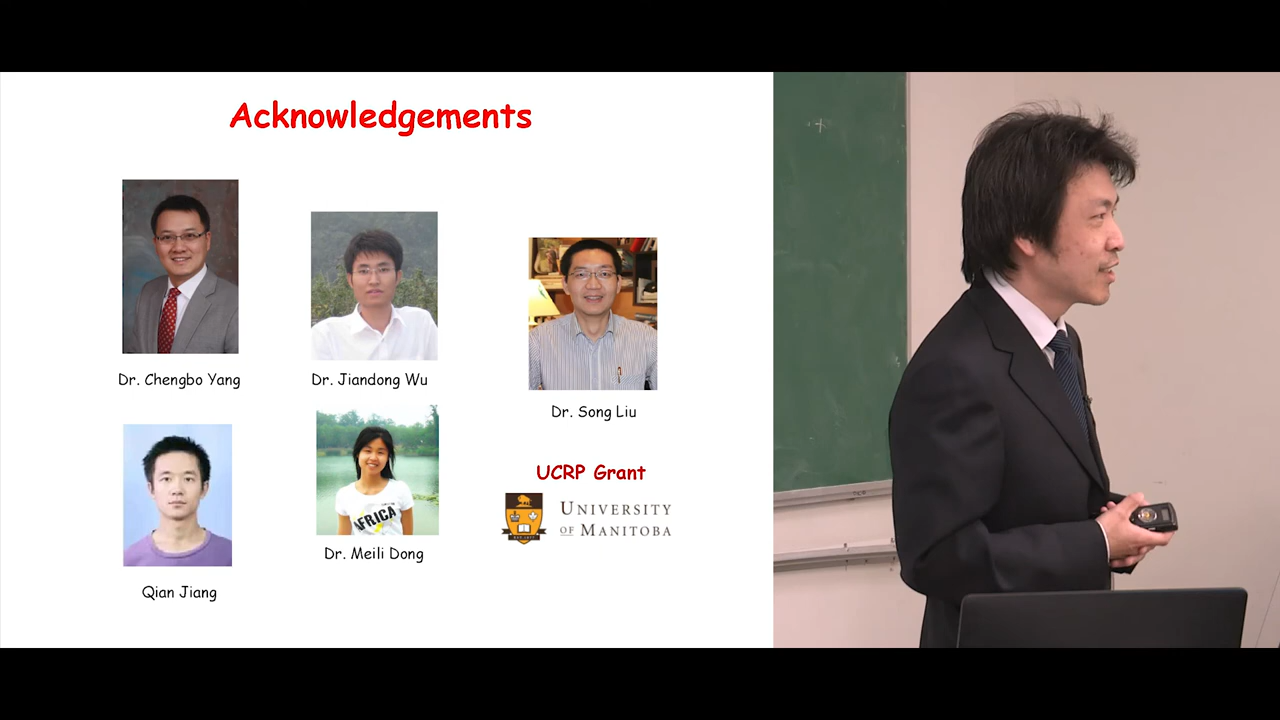 Acknowledgements
Dr. Chengbo Yang
Dr. Jiandong Wu
Dr. Song Liu
AFRICA
Qian Jiang
Dr. Meili Dong
UCRP Grant
UNIVERSITY
OF MANITOBA